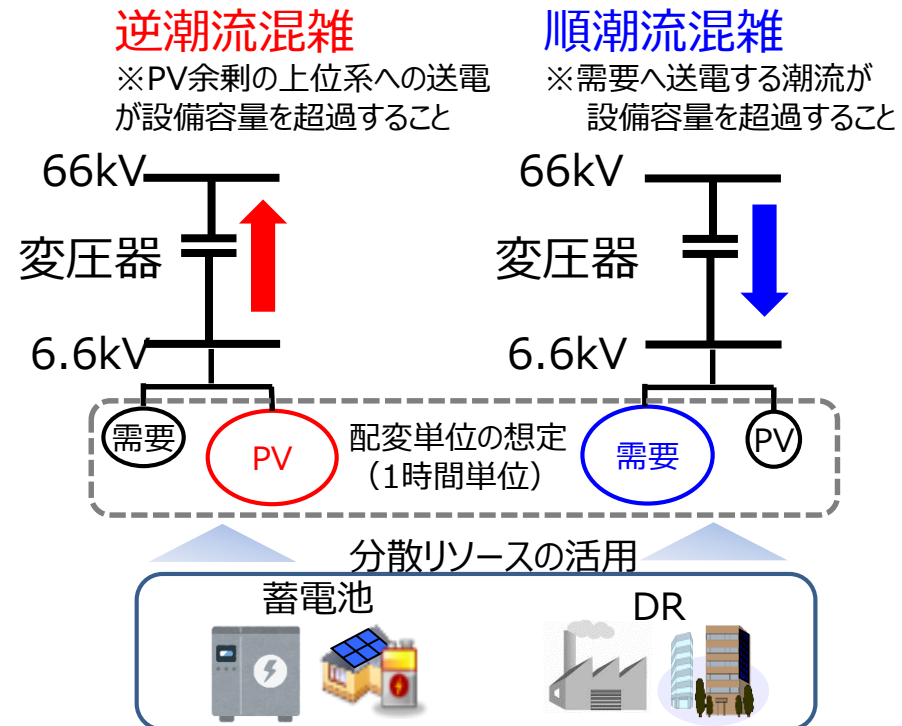 逆潮流混雑
※PV余剰の上位系への送電
が設備容量を超過すること
順潮流混雑
※需要へ送電する潮流が
設備容量を超過すること
66kV
変圧器
6.6kV
66kV
変圧器
6.6kV
需要
PV
配変単位の想定
（1時間単位）
需要
PV
分散リソースの活用
蓄電池
DR